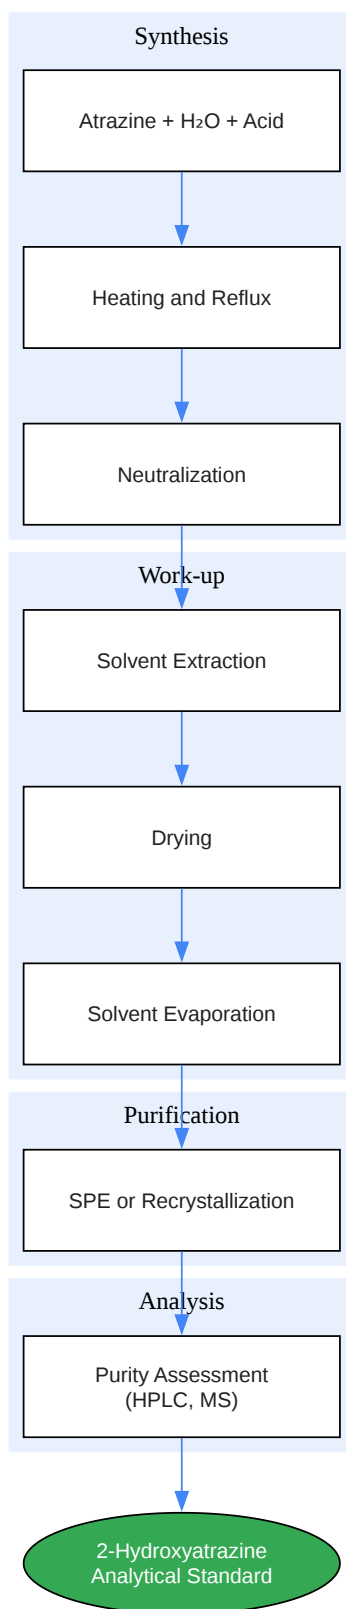 Synthesis
Atrazine + H₂O + Acid
Heating and Reflux
Neutralization
Work-up
Solvent Extraction
Drying
Solvent Evaporation
Purification
SPE or Recrystallization
Analysis
Purity Assessment
(HPLC, MS)
2-Hydroxyatrazine
Analytical Standard